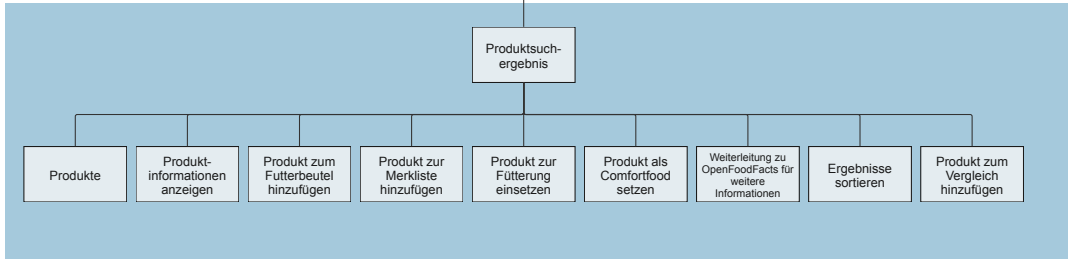 Produktsuch-
ergebnis
Produkte
Produkt-
informationen
anzeigen
Produkt zum
Futterbeutel
hinzufügen
Produkt zur
Merkliste
hinzufügen
Produkt zur
Fütterung
einsetzen
Produkt als
Comfortfood
setzen
Weiterleitung zu
OpenFoodFacts für
weitere
Informationen
Ergebnisse
sortieren
Produkt zum
Vergleich
hinzufügen